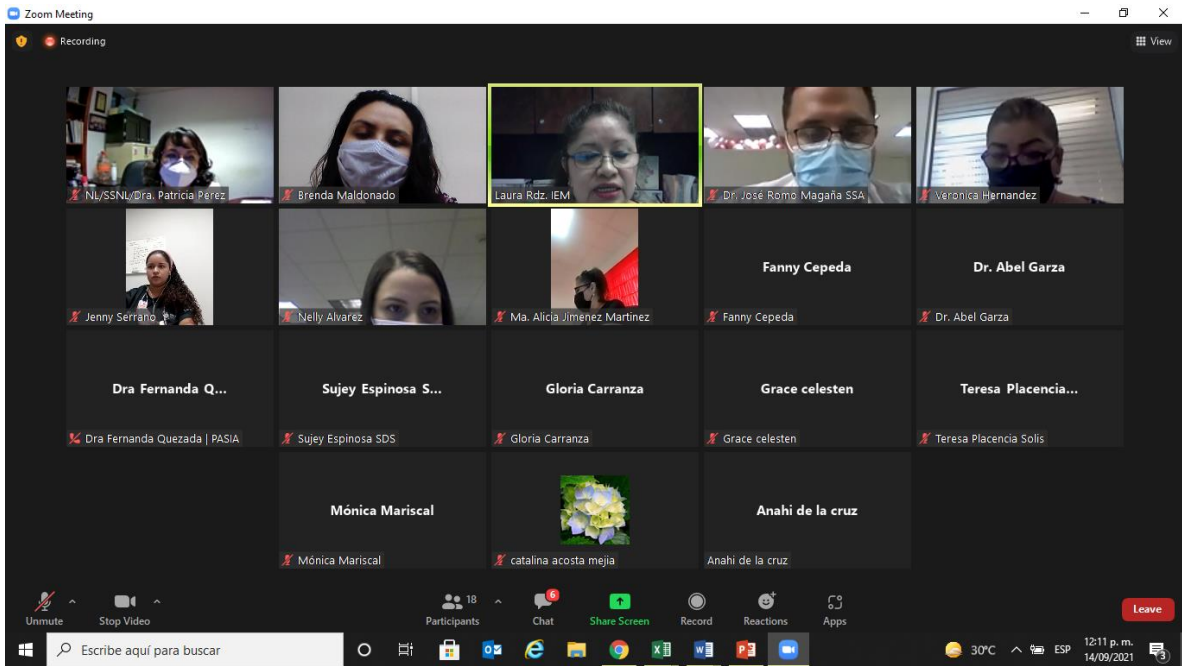 Zoom Meeting
Recording
View
NL/SSNL/Dra. Patricia Pérez
Brenda Maldonado
Laura Rdz. IEM
Dr. José Romo Magaña SSA
Veronica Hernandez
Jenny Serrano
Nelly Alvarez
Ma. Alicia Jimenez Martinez
Fanny Cepeda
Fanny Cepeda
Dr. Abel Garza
Dr. Abel Garza
Dra Fernanda Q...
Dra Fernanda Quezada | PASIA
Sujey Espinosa S...
Sujey Espinosa SDS
Gloria Carranza
Gloria Carranza
Grace celesten
Grace celesten
Teresa Placencia...
Teresa Placencia Solis
Mónica Mariscal
Mónica Mariscal
catalina acosta mejia
Anahi de la cruz
Anahi de la cruz
Unmute
Stop Video
18
Participants
6
Chat
Share Screen
Record
Reactions
Apps
Leave
Escribe aquí para buscar
30°C
ESP
12:11 p. m.
14/09/2021
3